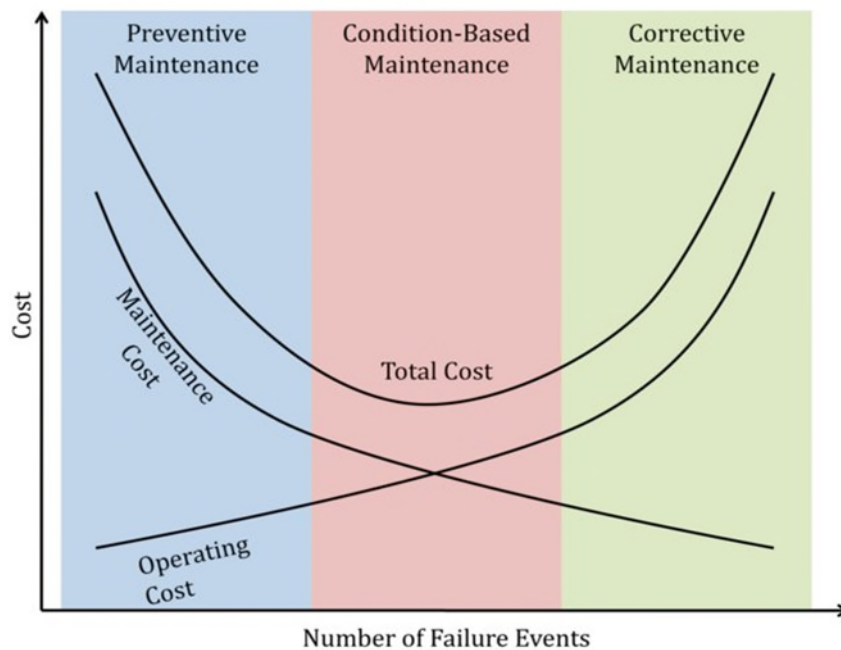 Preventive
Maintenance
Condition-Based
Maintenance
Corrective
Maintenance
Cost
Maintenance
Cost
Total Cost
Operating
Cost
Number of Failure Events